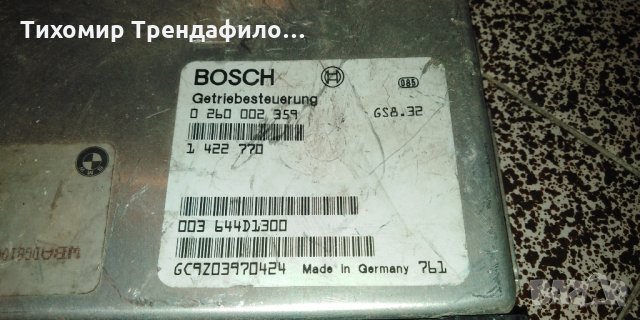 Тихомир Трендафило...
BOSCH
085
Getriebesteuerung
0 260 002 359 GS8.32
1 422 770
003 644D1300
GC9Z03970424 Made in Germany 761